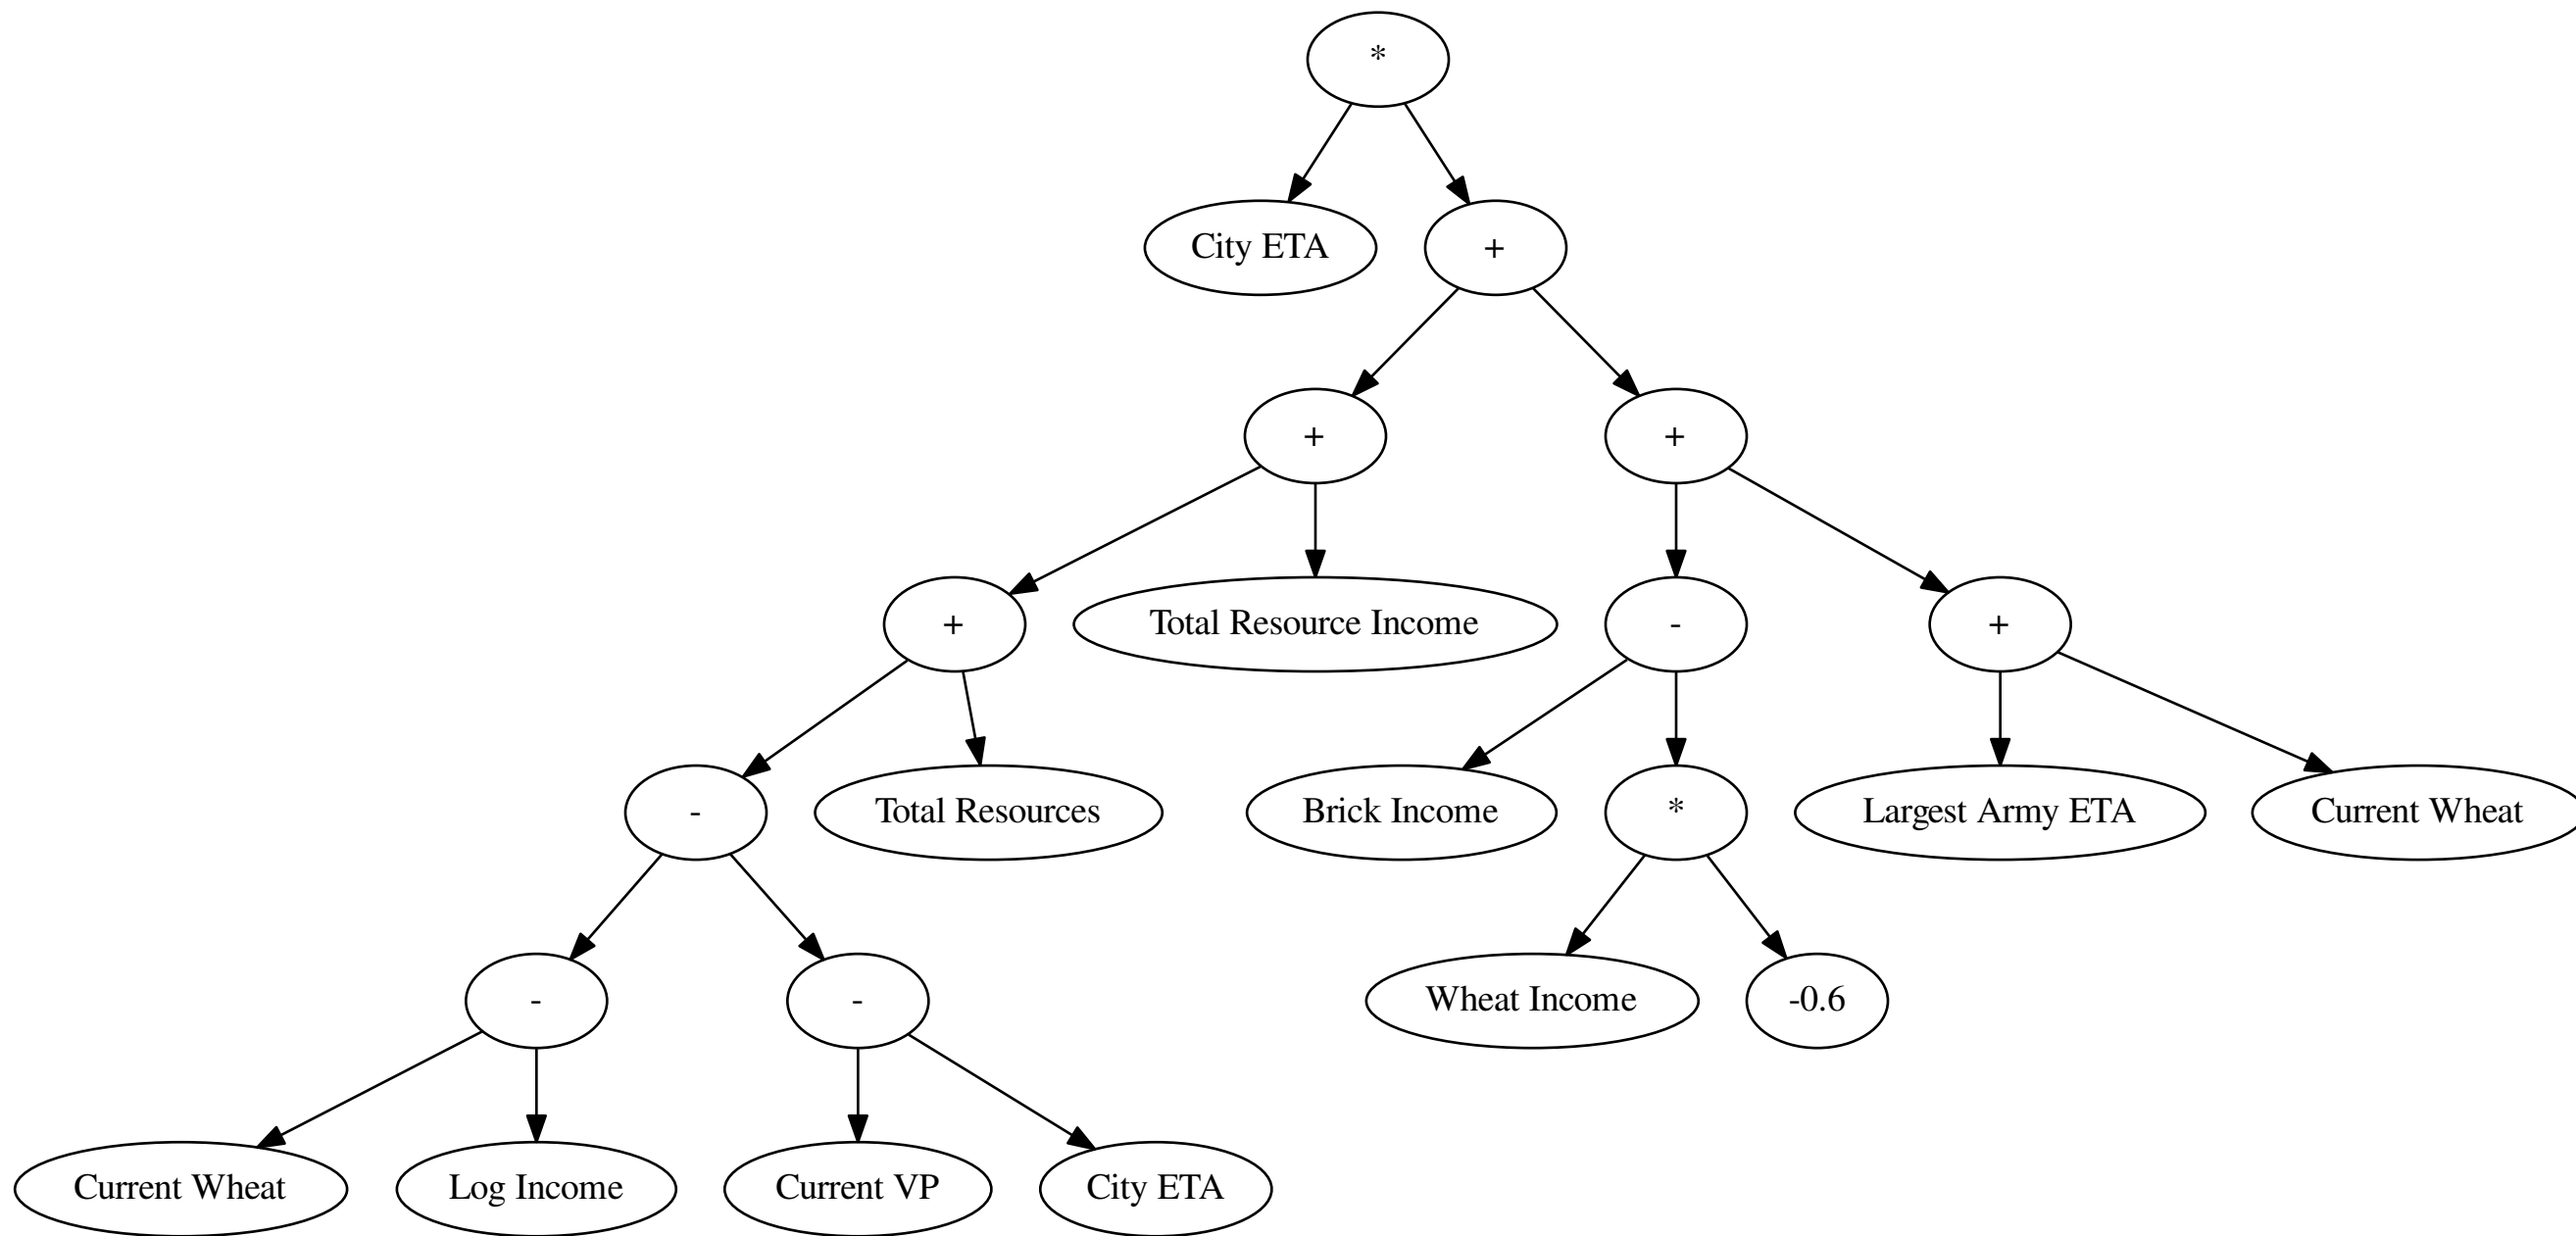 *
City ETA
+
+
+
+
Total Resource Income
-
+
-
Total Resources
Brick Income
*
Largest Army ETA
Current Wheat
-
-
Wheat Income
-0.6
Current Wheat
Log Income
Current VP
City ETA